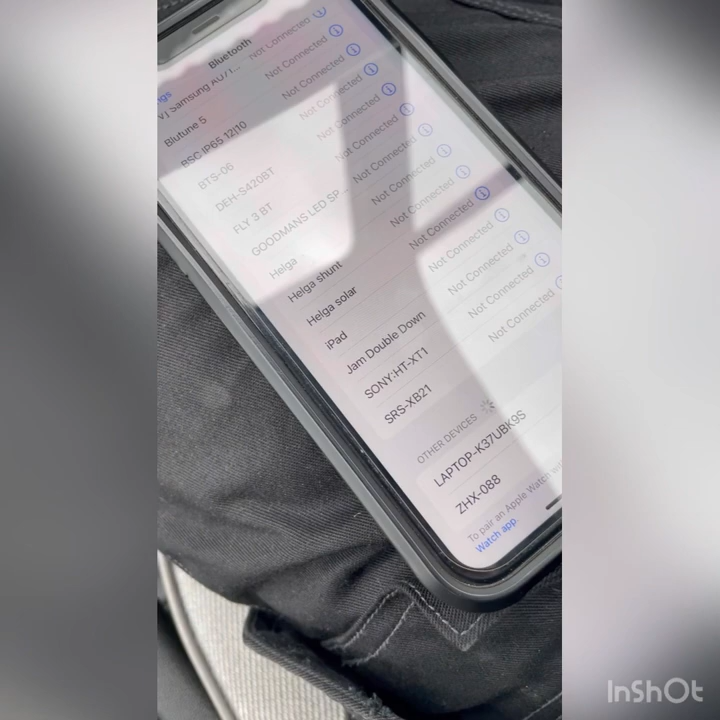 Bluetooth
Not Connected
Samsung AU71... Not Connected
Blutune 5 Not Connected
BSC IP65 12/10 Not Connected
BTS-06 Not Connected
DEH-S420BT Not Connected
FLY 3 BT Not Connected
GOODMANS LED SP... Not Connected
Helga Not Connected
Helga shunt Not Connected
Helga solar Not Connected
iPad Not Connected
Jam Double Down Not Connected
SONY:HT-XT1 Not Connected
SRS-XB21 Not Connected
OTHER DEVICES
LAPTOP-K37UBK9S
ZHX-088
To pair an Apple Watch
Watch app
InShOt